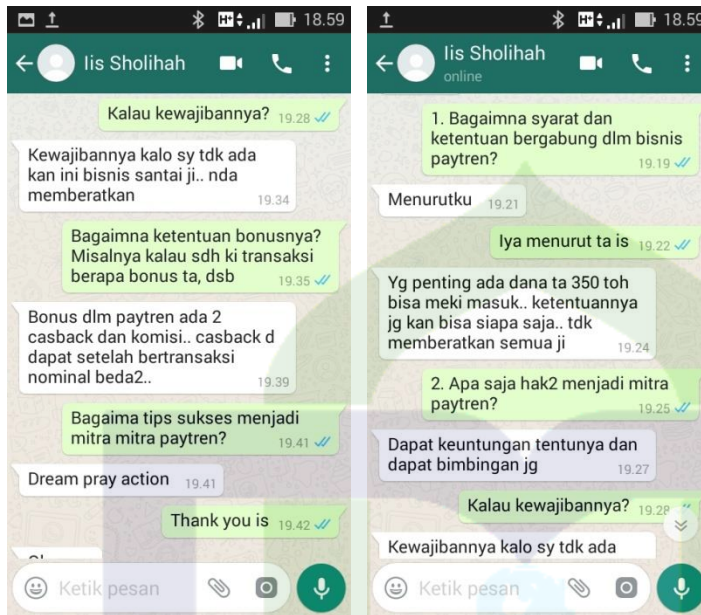 18.59
Iis Sholihah
Kalau kewajibannya? 19.28
Kewajibannya kalo sy tdk ada
kan ini bisnis santai ji.. nda
memberatkan 19.34
Bagaimna ketentuan bonusnya?
Misalnya kalau sdh ki transaksi
berapa bonus ta, dsb 19.35
Bonus dlm paytren ada 2
casback dan komisi.. casback d
dapat setelah bertransaksi
nominal beda2.. 19.39
Bagaima tips sukses menjadi
mitra mitra paytren? 19.41
Dream pray action 19.41
Thank you is 19.42
Ketik pesan
18.59
Iis Sholihah
online
1. Bagaimna syarat dan
ketentuan bergabung dlm bisnis
paytren? 19.19
Menurutku 19.21
Iya menurut ta is 19.22
Yg penting ada dana ta 350 toh
bisa meki masuk.. ketentuannya
jg kan bisa siapa saja.. tdk
memberatkan semua ji 19.24
2. Apa saja hak2 menjadi mitra
paytren? 19.25
Dapat keuntungan tentunya dan
dapat bimbingan jg 19.27
Kalau kewajibannya? 19.28
Kewajibannya kalo sy tdk ada
Ketik pesan